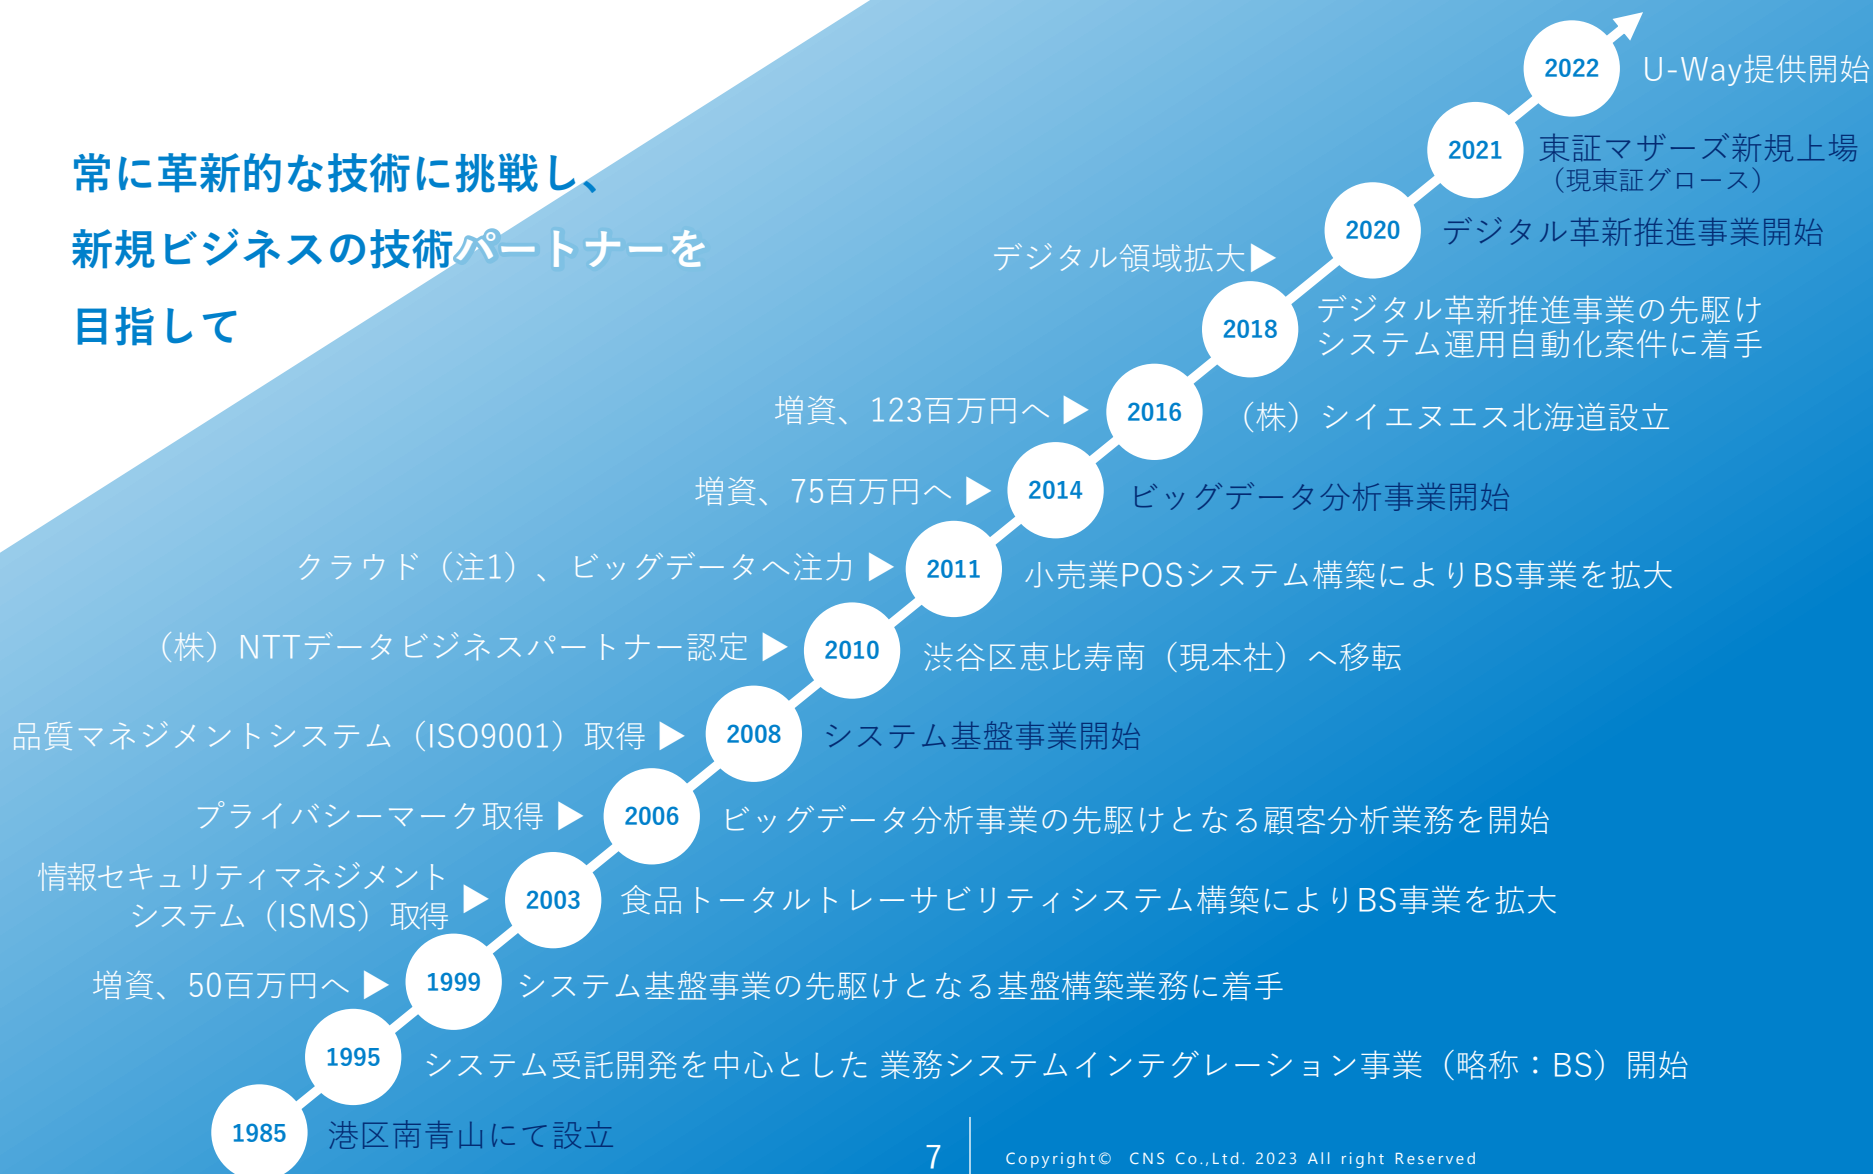 2022 U-Way提供開始
2021 東証マザーズ新規上場
（現東証グロース）
常に革新的な技術に挑戦し、
新規ビジネスの技術パートナーを
目指して
2020 デジタル革新推進事業開始
デジタル領域拡大▶
2018 デジタル革新推進事業の先駆け
システム運用自動化案件に着手
増資、123百万円へ ▶ 2016 （株）シイエヌエス北海道設立
増資、75百万円へ ▶ 2014 ビッグデータ分析事業開始
クラウド（注1）、ビッグデータへ注力 ▶ 2011 小売業POSシステム構築によりBS事業を拡大
（株）NTTデータビジネスパートナー認定 ▶ 2010 渋谷区恵比寿南（現本社）へ移転
品質マネジメントシステム（ISO9001）取得 ▶ 2008 システム基盤事業開始
プライバシーマーク取得 ▶ 2006 ビッグデータ分析事業の先駆けとなる顧客分析業務を開始
情報セキュリティマネジメント
システム（ISMS）取得 ▶ 2003 食品トータルトレーサビリティシステム構築によりBS事業を拡大
増資、50百万円へ ▶ 1999 システム基盤事業の先駆けとなる基盤構築業務に着手
1995 システム受託開発を中心とした 業務システムインテグレーション事業（略称：BS）開始
1985 港区南青山にて設立
7 Copyright© CNS Co.,Ltd. 2023 All right Reserved